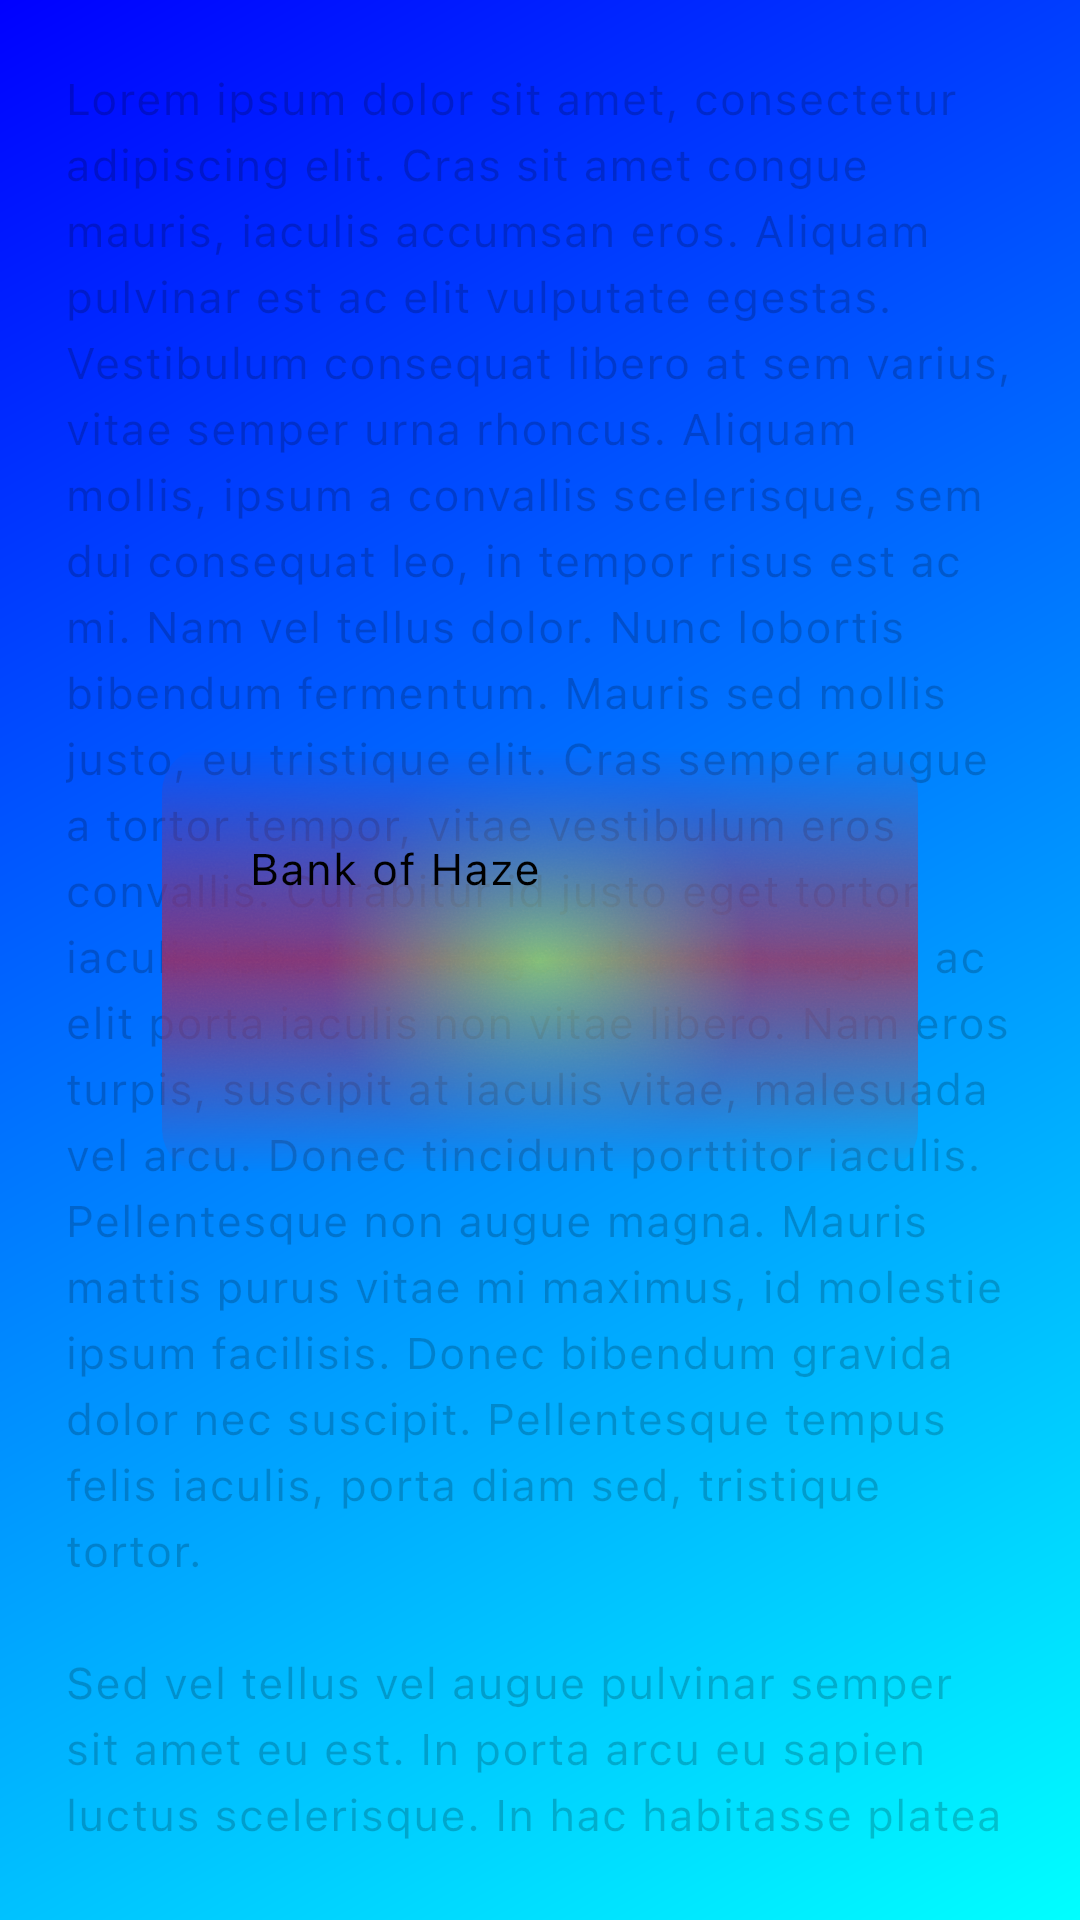 Lorem ipsum dolor sit amet, consectetur
adipiscing elit. Cras sit amet congue
mauris, iaculis accumsan eros. Aliquam
pulvinar est ac elit vulputate egestas.
Vestibulum consequat libero at sem varius,
vitae semper urna rhoncus. Aliquam
mollis, ipsum a convallis scelerisque, sem
dui consequat leo, in tempor risus est ac
mi. Nam vel tellus dolor. Nunc lobortis
bibendum fermentum. Mauris sed mollis
justo, eu tristique elit. Cras semper augue
a tortor tempor, vitae vestibulum eros
Bank of Haze
convallis. Curabitur id justo eget tortor
ac
elit porta iaculis non vitae libero. Nam eros
turpis, suscipit at iaculis vitae, malesuada
vel arcu. Donec tincidunt porttitor iaculis.
Pellentesque non augue magna. Mauris
mattis purus vitae mi maximus, id molestie
ipsum facilisis. Donec bibendum gravida
dolor nec suscipit. Pellentesque tempus
felis iaculis, porta diam sed, tristique
tortor.
Sed vel tellus vel augue pulvinar semper
sit amet eu est. In porta arcu eu sapien
luctus scelerisque. In hac habitasse platea